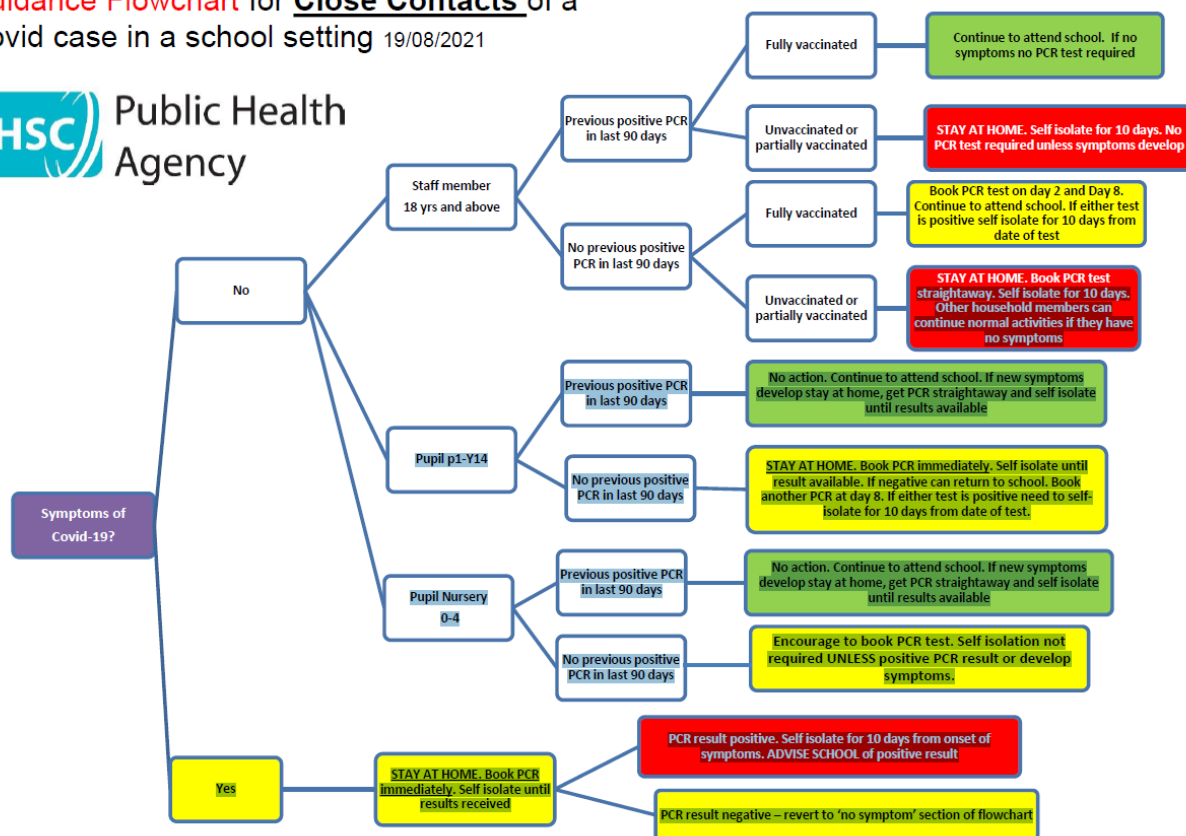 Guidance Flowchart for Close Contacts of a
Covid case in a school setting 19/08/2021
HSC Public Health
Agency
Symptoms of
Covid-19?
No
Staff member
18 yrs and above
Previous positive PCR
in last 90 days
Fully vaccinated
Continue to attend school. If no
symptoms no PCR test required
Unvaccinated or
partially vaccinated
STAY AT HOME. Self isolate for 10 days. No
PCR test required unless symptoms develop
No previous positive
PCR in last 90 days
Fully vaccinated
Book PCR test on day 2 and Day 8.
Continue to attend school. If either test
is positive self isolate for 10 days from
date of test
Unvaccinated or
partially vaccinated
STAY AT HOME. Book PCR test
straightaway. Self isolate for 10 days.
Other household members can
continue normal activities if they have
no symptoms
Pupil p1-Y14
Previous positive PCR
in last 90 days
No action. Continue to attend school. If new symptoms
develop stay at home, get PCR straightaway and self isolate
until results available
No previous positive
PCR in last 90 days
STAY AT HOME. Book PCR immediately. Self isolate until
result available. If negative can return to school. Book
another PCR at day 8. If either test is positive need to self-
isolate for 10 days from date of test.
Pupil Nursery
0-4
Previous positive PCR
in last 90 days
No action. Continue to attend school. If new symptoms
develop stay at home, get PCR straightaway and self isolate
until results available
No previous positive
PCR in last 90 days
Encourage to book PCR test. Self isolation not
required UNLESS positive PCR result or develop
symptoms.
Yes
STAY AT HOME. Book PCR
immediately. Self isolate until
results received
PCR result positive. Self isolate for 10 days from onset of
symptoms. ADVISE SCHOOL of positive result
PCR result negative – revert to ‘no symptom’ section of flowchart